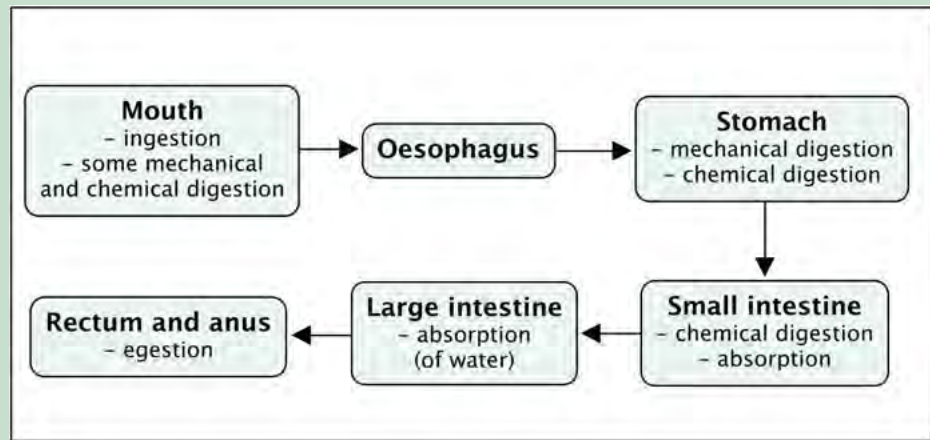 Mouth
– ingestion
– some mechanical
and chemical digestion
Oesophagus
Stomach
– mechanical digestion
– chemical digestion
Small intestine
– chemical digestion
– absorption
Large intestine
– absorption
(of water)
Rectum and anus
– egestion